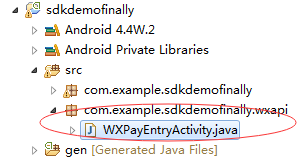 sdkdemofinally
Android 4.4W.2
Android Private Libraries
src
com.example.sdkdemofinally
com.example.sdkdemofinally.wxapi
WXPayEntryActivity.java
gen [Generated Java Files]